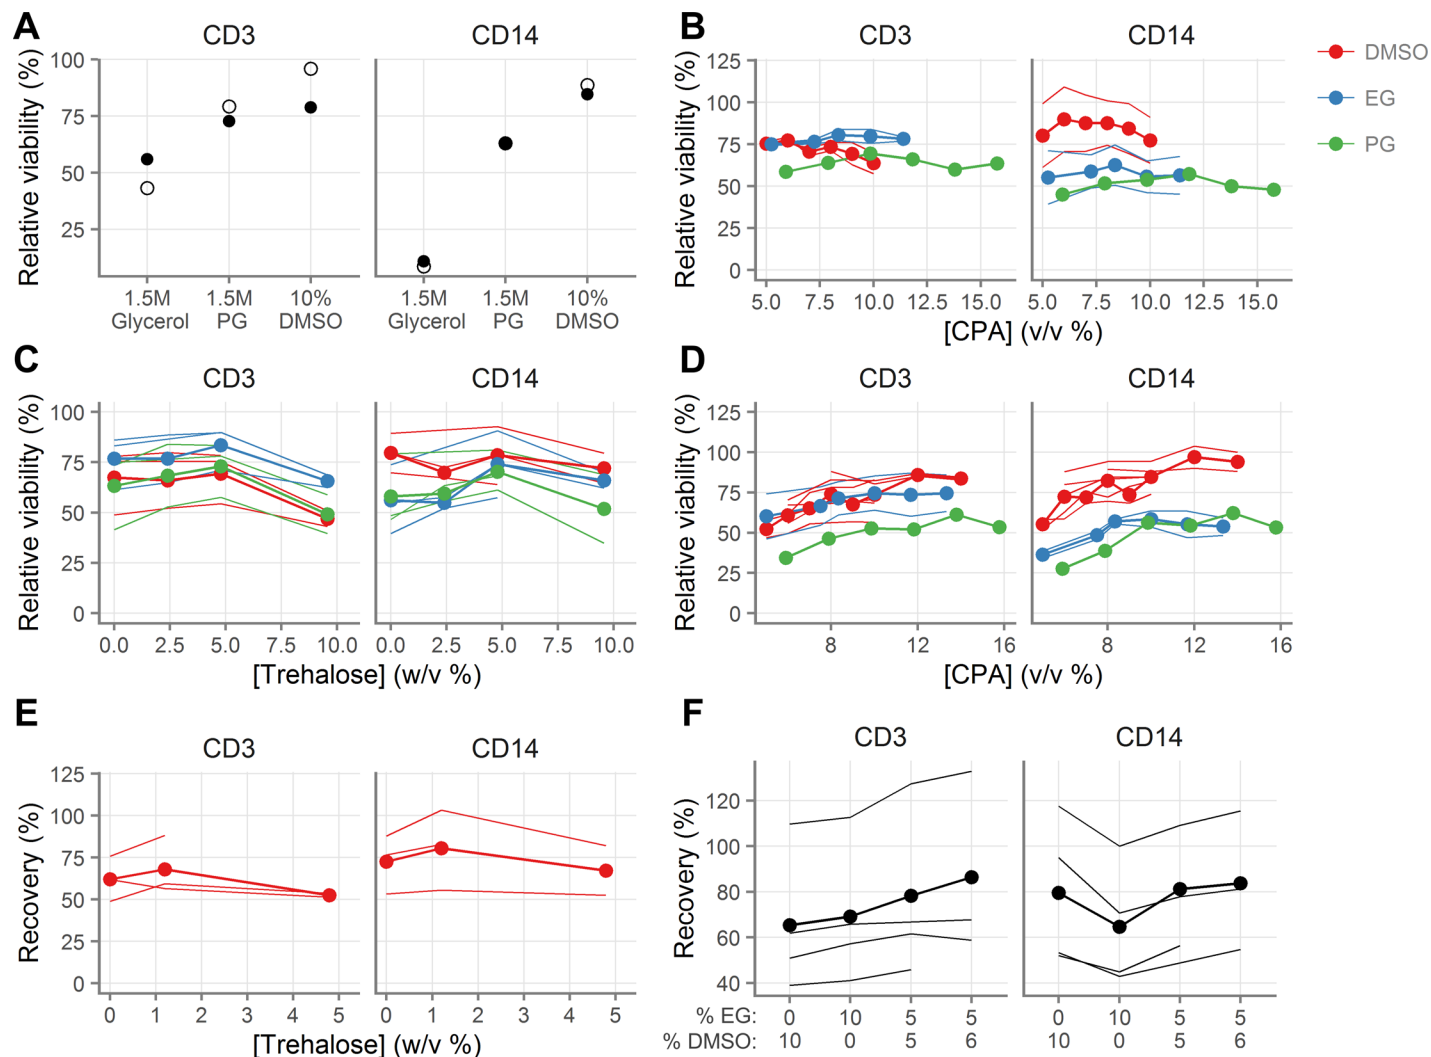 A
CD3
CD14
Relative viability (%)
100
75
50
25
1.5M
Glycerol
1.5M
PG
10%
DMSO
1.5M
Glycerol
1.5M
PG
10%
DMSO
B
CD3
CD14
Relative viability (%)
125
100
75
50
25
0
5.0 7.5 10.0 12.5 15.0
5.0 7.5 10.0 12.5 15.0
[CPA] (v/v %)
DMSO
EG
PG
C
CD3
CD14
Relative viability (%)
100
75
50
25
0
0.0 2.5 5.0 7.5 10.0
0.0 2.5 5.0 7.5 10.0
[Trehalose] (w/v %)
D
CD3
CD14
Relative viability (%)
125
100
75
50
25
0
8 12 16
8 12 16
[CPA] (v/v %)
E
CD3
CD14
Recovery (%)
125
100
75
50
25
0
0 1 2 3 4 5
0 1 2 3 4 5
[Trehalose] (w/v %)
F
CD3
CD14
Recovery (%)
120
100
80
60
40
% EG: 0 10 5 5 0 10 5 5
% DMSO: 10 0 5 6 10 0 5 6